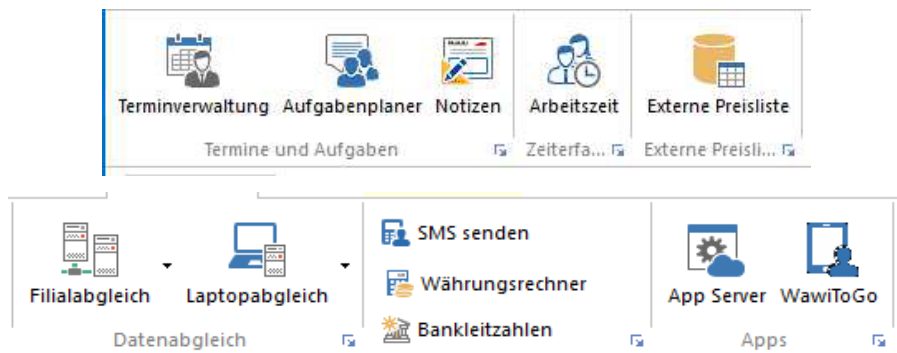 Terminverwaltung Aufgabenplaner Notizen Arbeitszeit Externe Preisliste
Termine und Aufgaben Zeiterfa... Externe Preisli...
SMS senden
Währungsrechner
Filialabgleich Laptopabgleich App Server WawiToGo
Bankleitzahlen
Datenabgleich Apps